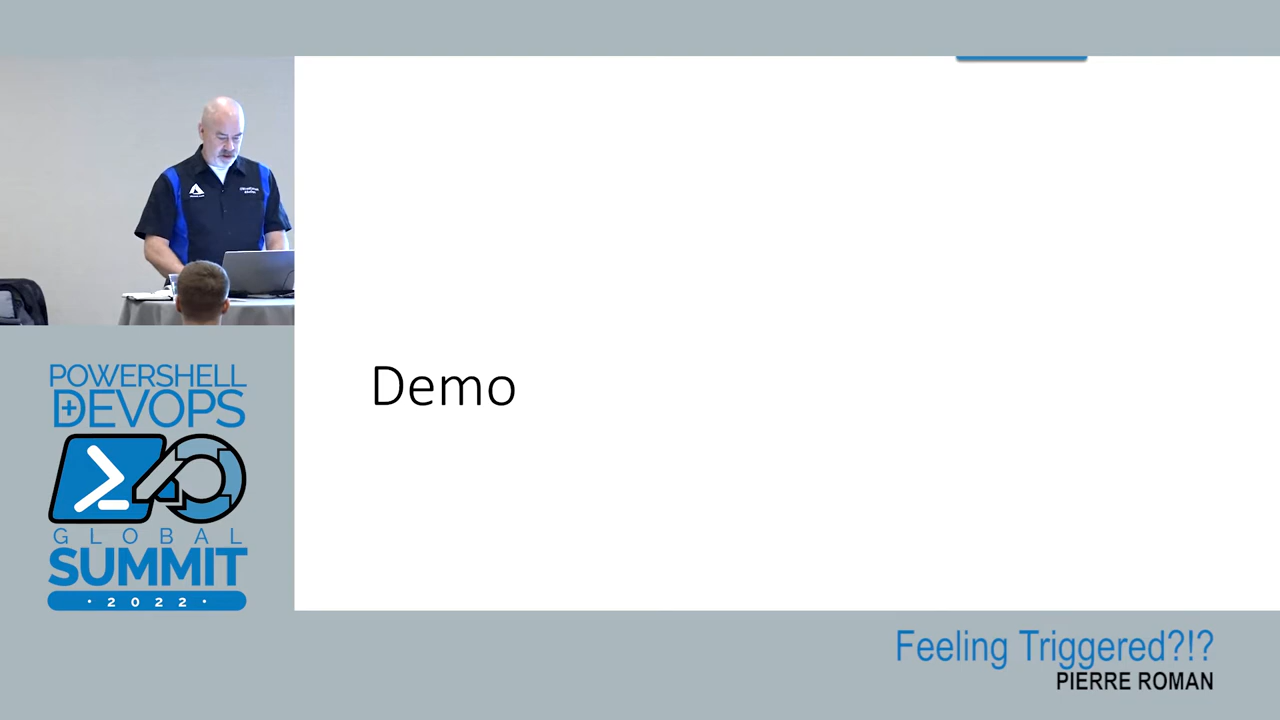 Demo
POWERSHELL
+DEVOPS
GLOBAL
SUMMIT
· 2022 ·
Feeling Triggered?!?
PIERRE ROMAN